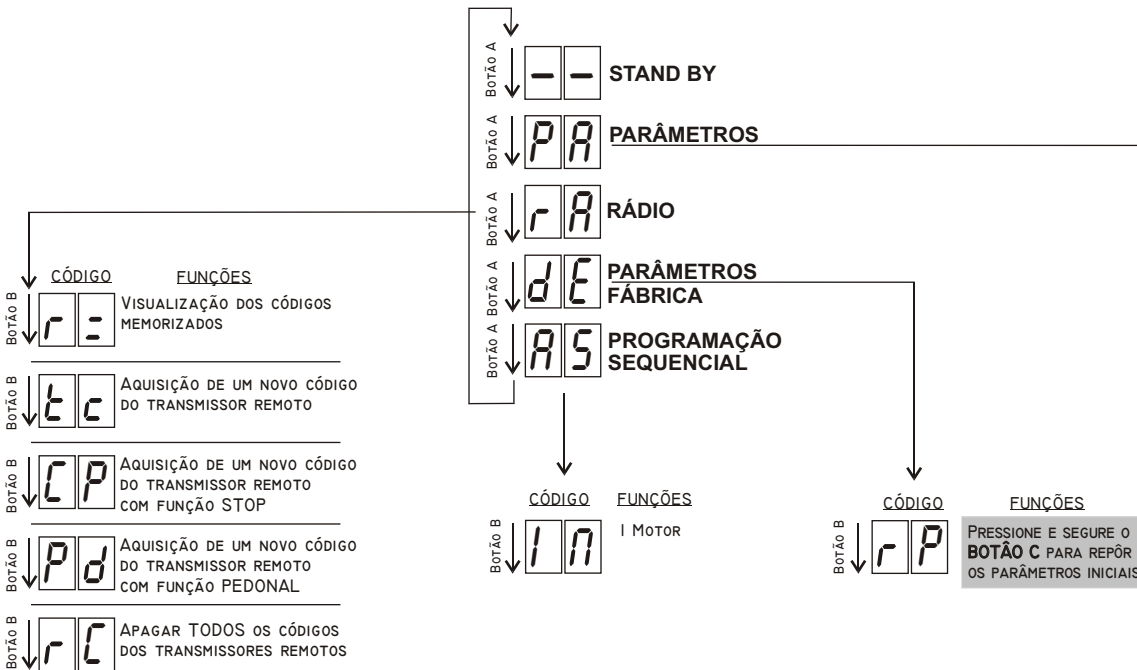 BOTÃO A
-- STAND BY
BOTÃO A
PA PARÂMETROS
BOTÃO A
rA RÁDIO
BOTÃO A
dE PARÂMETROS
FÁBRICA
BOTÃO A
AS PROGRAMAÇÃO
SEQUENCIAL
CÓDIGO FUNÇÕES
BOTÃO B
r= VISUALIZAÇÃO DOS CÓDIGOS
MEMORIZADOS
BOTÃO B
tc AQUISIÇÃO DE UM NOVO CÓDIGO
DO TRANSMISSOR REMOTO
BOTÃO B
CP AQUISIÇÃO DE UM NOVO CÓDIGO
DO TRANSMISSOR REMOTO
COM FUNÇÃO STOP
BOTÃO B
Pd AQUISIÇÃO DE UM NOVO CÓDIGO
DO TRANSMISSOR REMOTO
COM FUNÇÃO PEDONAL
BOTÃO B
rC APAGAR TODOS OS CÓDIGOS
DOS TRANSMISSORES REMOTOS
CÓDIGO FUNÇÕES
BOTÃO B
1M 1 MOTOR
CÓDIGO FUNÇÕES
BOTÃO B
rP PRESSIONE E SEGURE O
BOTÂO C PARA REPÔR
OS PARÂMETROS INICIAIS